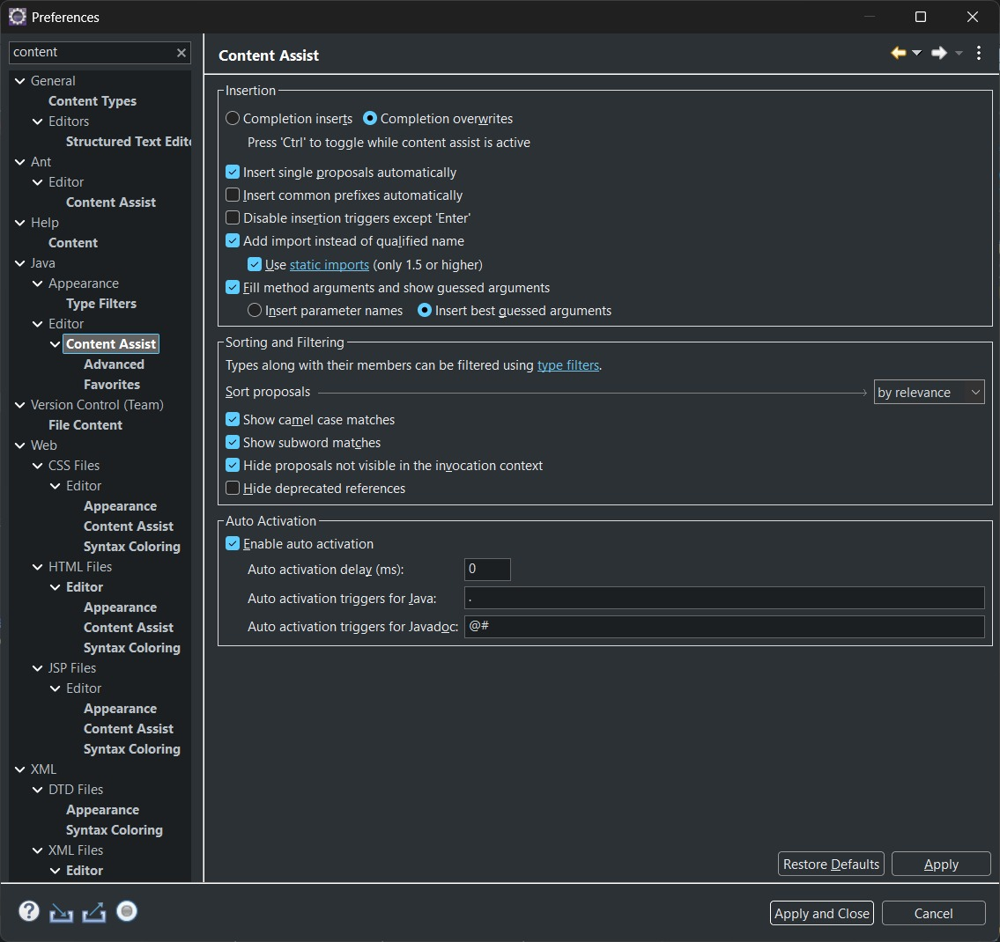 Preferences
content
General
Content Types
Editors
Structured Text Edito
Ant
Editor
Content Assist
Help
Content
Java
Appearance
Type Filters
Editor
Content Assist
Advanced
Favorites
Version Control (Team)
File Content
Web
CSS Files
Editor
Appearance
Content Assist
Syntax Coloring
HTML Files
Editor
Appearance
Content Assist
Syntax Coloring
JSP Files
Editor
Appearance
Content Assist
Syntax Coloring
XML
DTD Files
Appearance
Syntax Coloring
XML Files
Editor
Content Assist
Insertion
Completion inserts Completion overwrites
Press 'Ctrl' to toggle while content assist is active
Insert single proposals automatically
Insert common prefixes automatically
Disable insertion triggers except 'Enter'
Add import instead of qualified name
Use static imports (only 1.5 or higher)
Fill method arguments and show guessed arguments
Insert parameter names Insert best guessed arguments
Sorting and Filtering
Types along with their members can be filtered using type filters.
Sort proposals by relevance
Show camel case matches
Show subword matches
Hide proposals not visible in the invocation context
Hide deprecated references
Auto Activation
Enable auto activation
Auto activation delay (ms): 0
Auto activation triggers for Java: .
Auto activation triggers for Javadoc: @#
Restore Defaults Apply
? Apply and Close Cancel